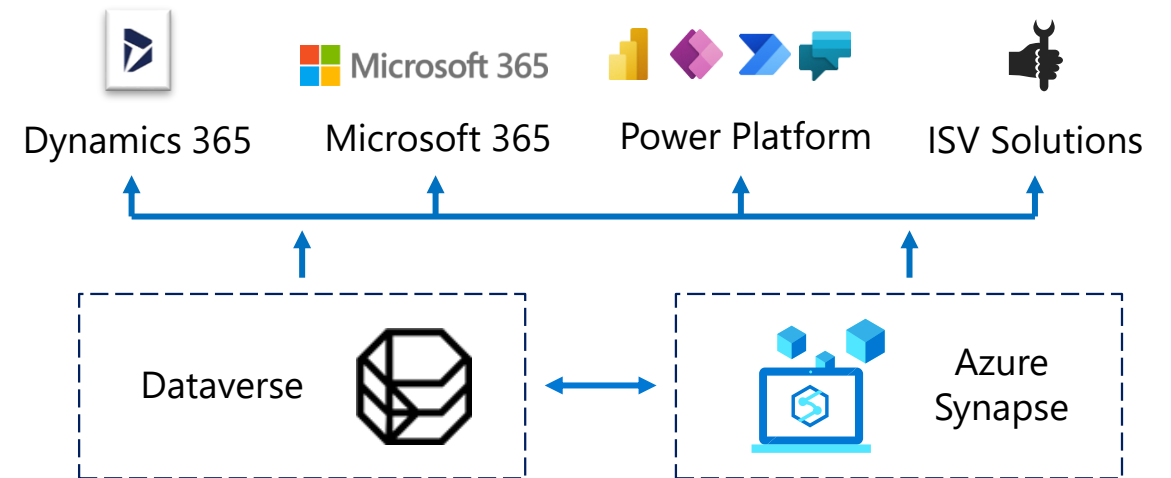 Microsoft 365
Dynamics 365
Microsoft 365
Power Platform
ISV Solutions
Dataverse
Azure
Synapse